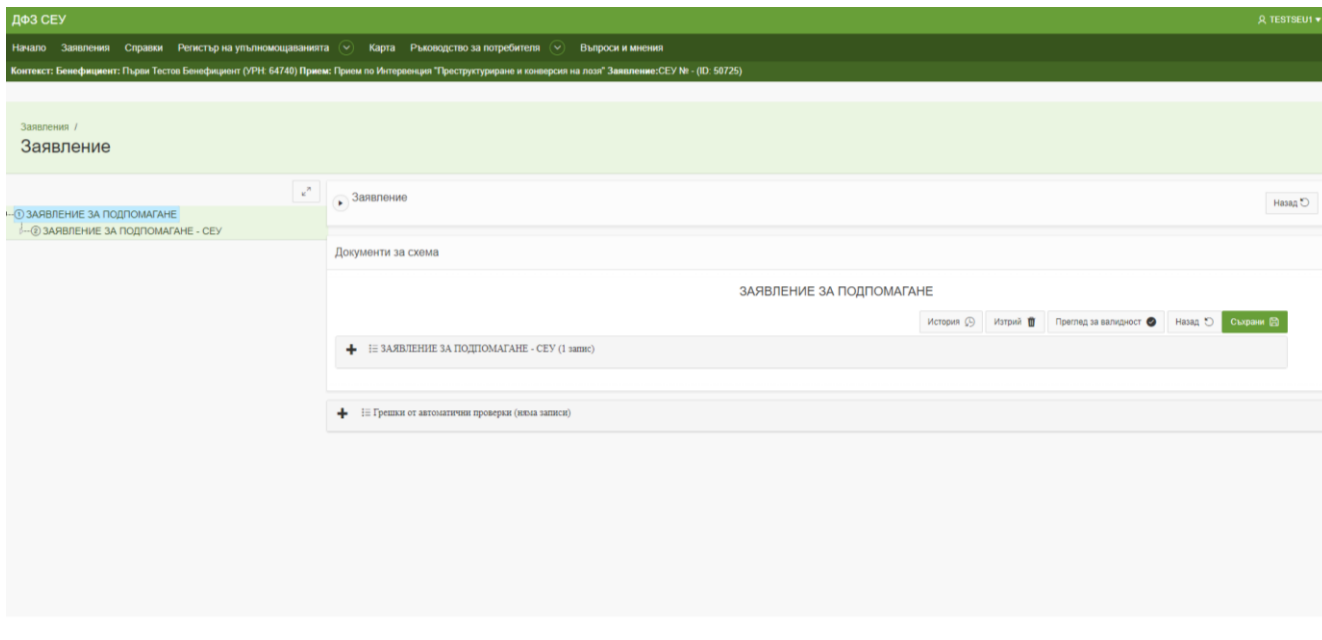 ДФЗ СЕУ
TESTSEU1
Начало Заявления Справки Регистър на упълномощаванията Карта Ръководство за потребителя Въпроси и мнения
Контекст: Бенефициент: Първи Тестов Бенефициент (УРН: 64740) Прием: Прием по Интервенция "Преструктуриране и конверсия на лозя" Заявление:СЕУ № - (ID: 50725)
Заявления /
Заявление
1 ЗАЯВЛЕНИЕ ЗА ПОДПОМАГАНЕ
2 ЗАЯВЛЕНИЕ ЗА ПОДПОМАГАНЕ - СЕУ
Заявление
Назад
Документи за схема
ЗАЯВЛЕНИЕ ЗА ПОДПОМАГАНЕ
История Изтрий Преглед за валидност Назад Съхрани
ЗАЯВЛЕНИЕ ЗА ПОДПОМАГАНЕ - СЕУ (1 запис)
Грешки от автоматични проверки (няма записи)